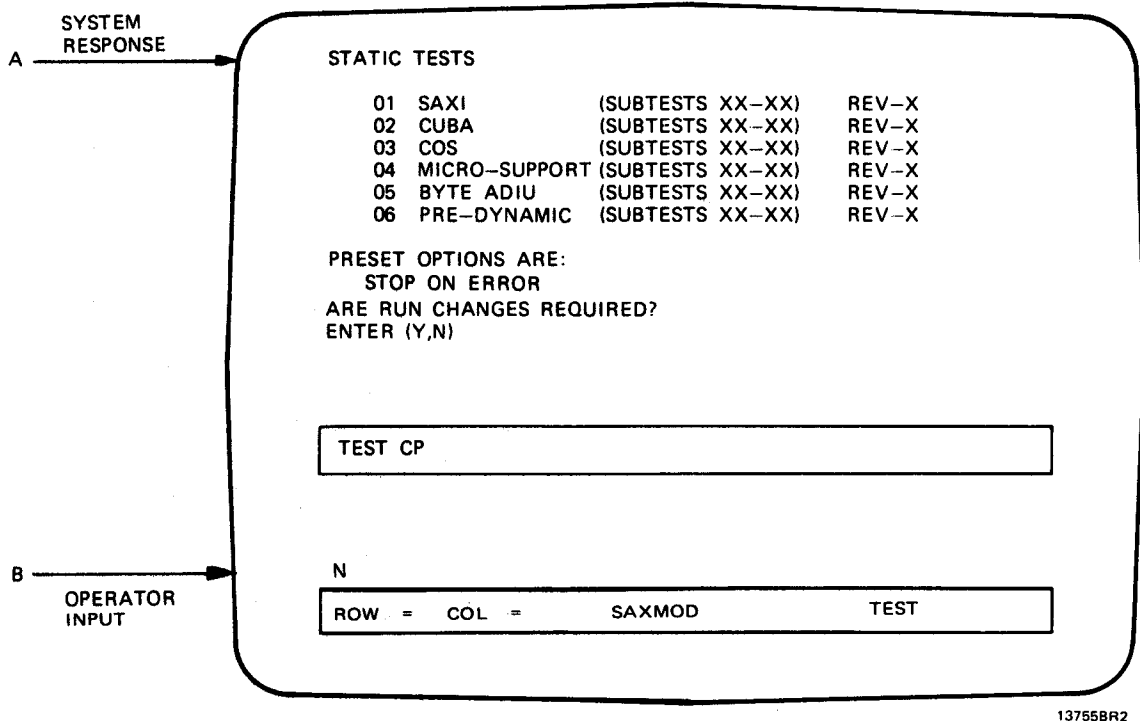 SYSTEM
RESPONSE
A
STATIC TESTS
01 SAXI (SUBTESTS XX-XX) REV-X
02 CUBA (SUBTESTS XX-XX) REV-X
03 COS (SUBTESTS XX-XX) REV-X
04 MICRO-SUPPORT (SUBTESTS XX-XX) REV-X
05 BYTE ADIU (SUBTESTS XX-XX) REV-X
06 PRE-DYNAMIC (SUBTESTS XX-XX) REV-X
PRESET OPTIONS ARE:
STOP ON ERROR
ARE RUN CHANGES REQUIRED?
ENTER (Y,N)
TEST CP
B
OPERATOR
INPUT
N
ROW = COL = SAXMOD TEST
13755BR2